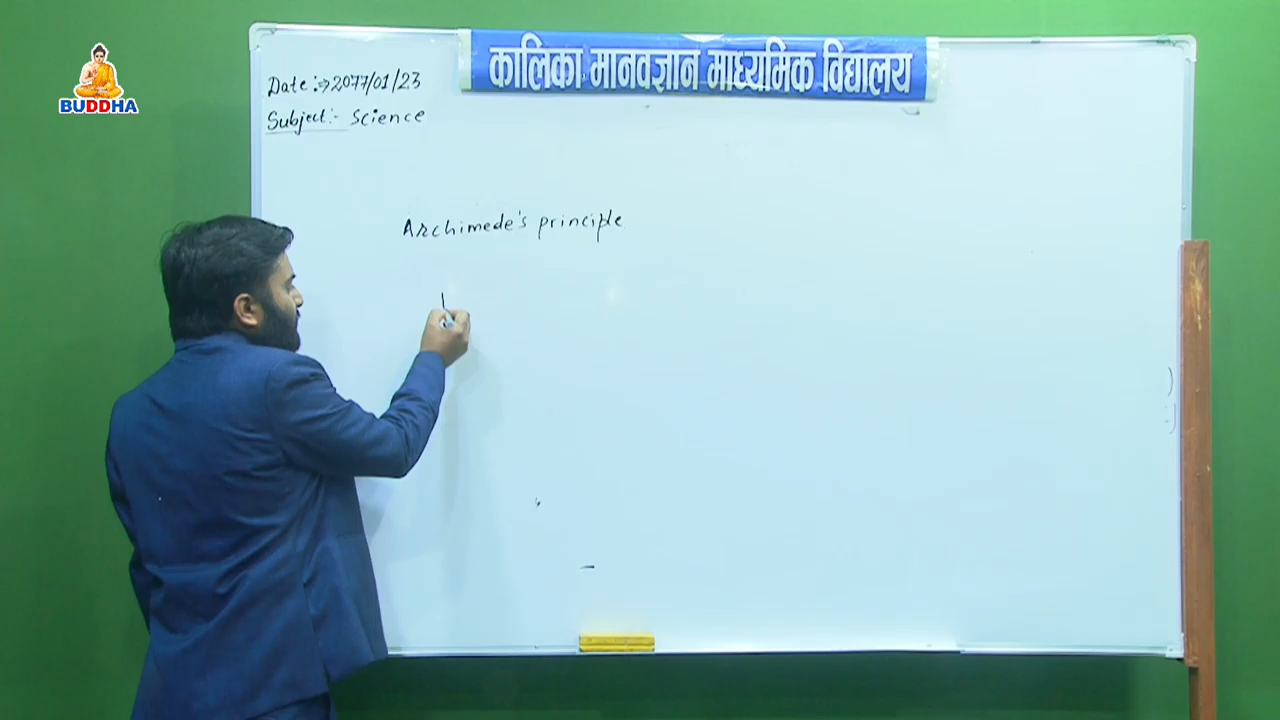 BUDDHA
कालिका मानवज्ञान माध्यमिक विद्यालय
Date:⇒2077/01/23
Subject:- Science
Archimede's principle